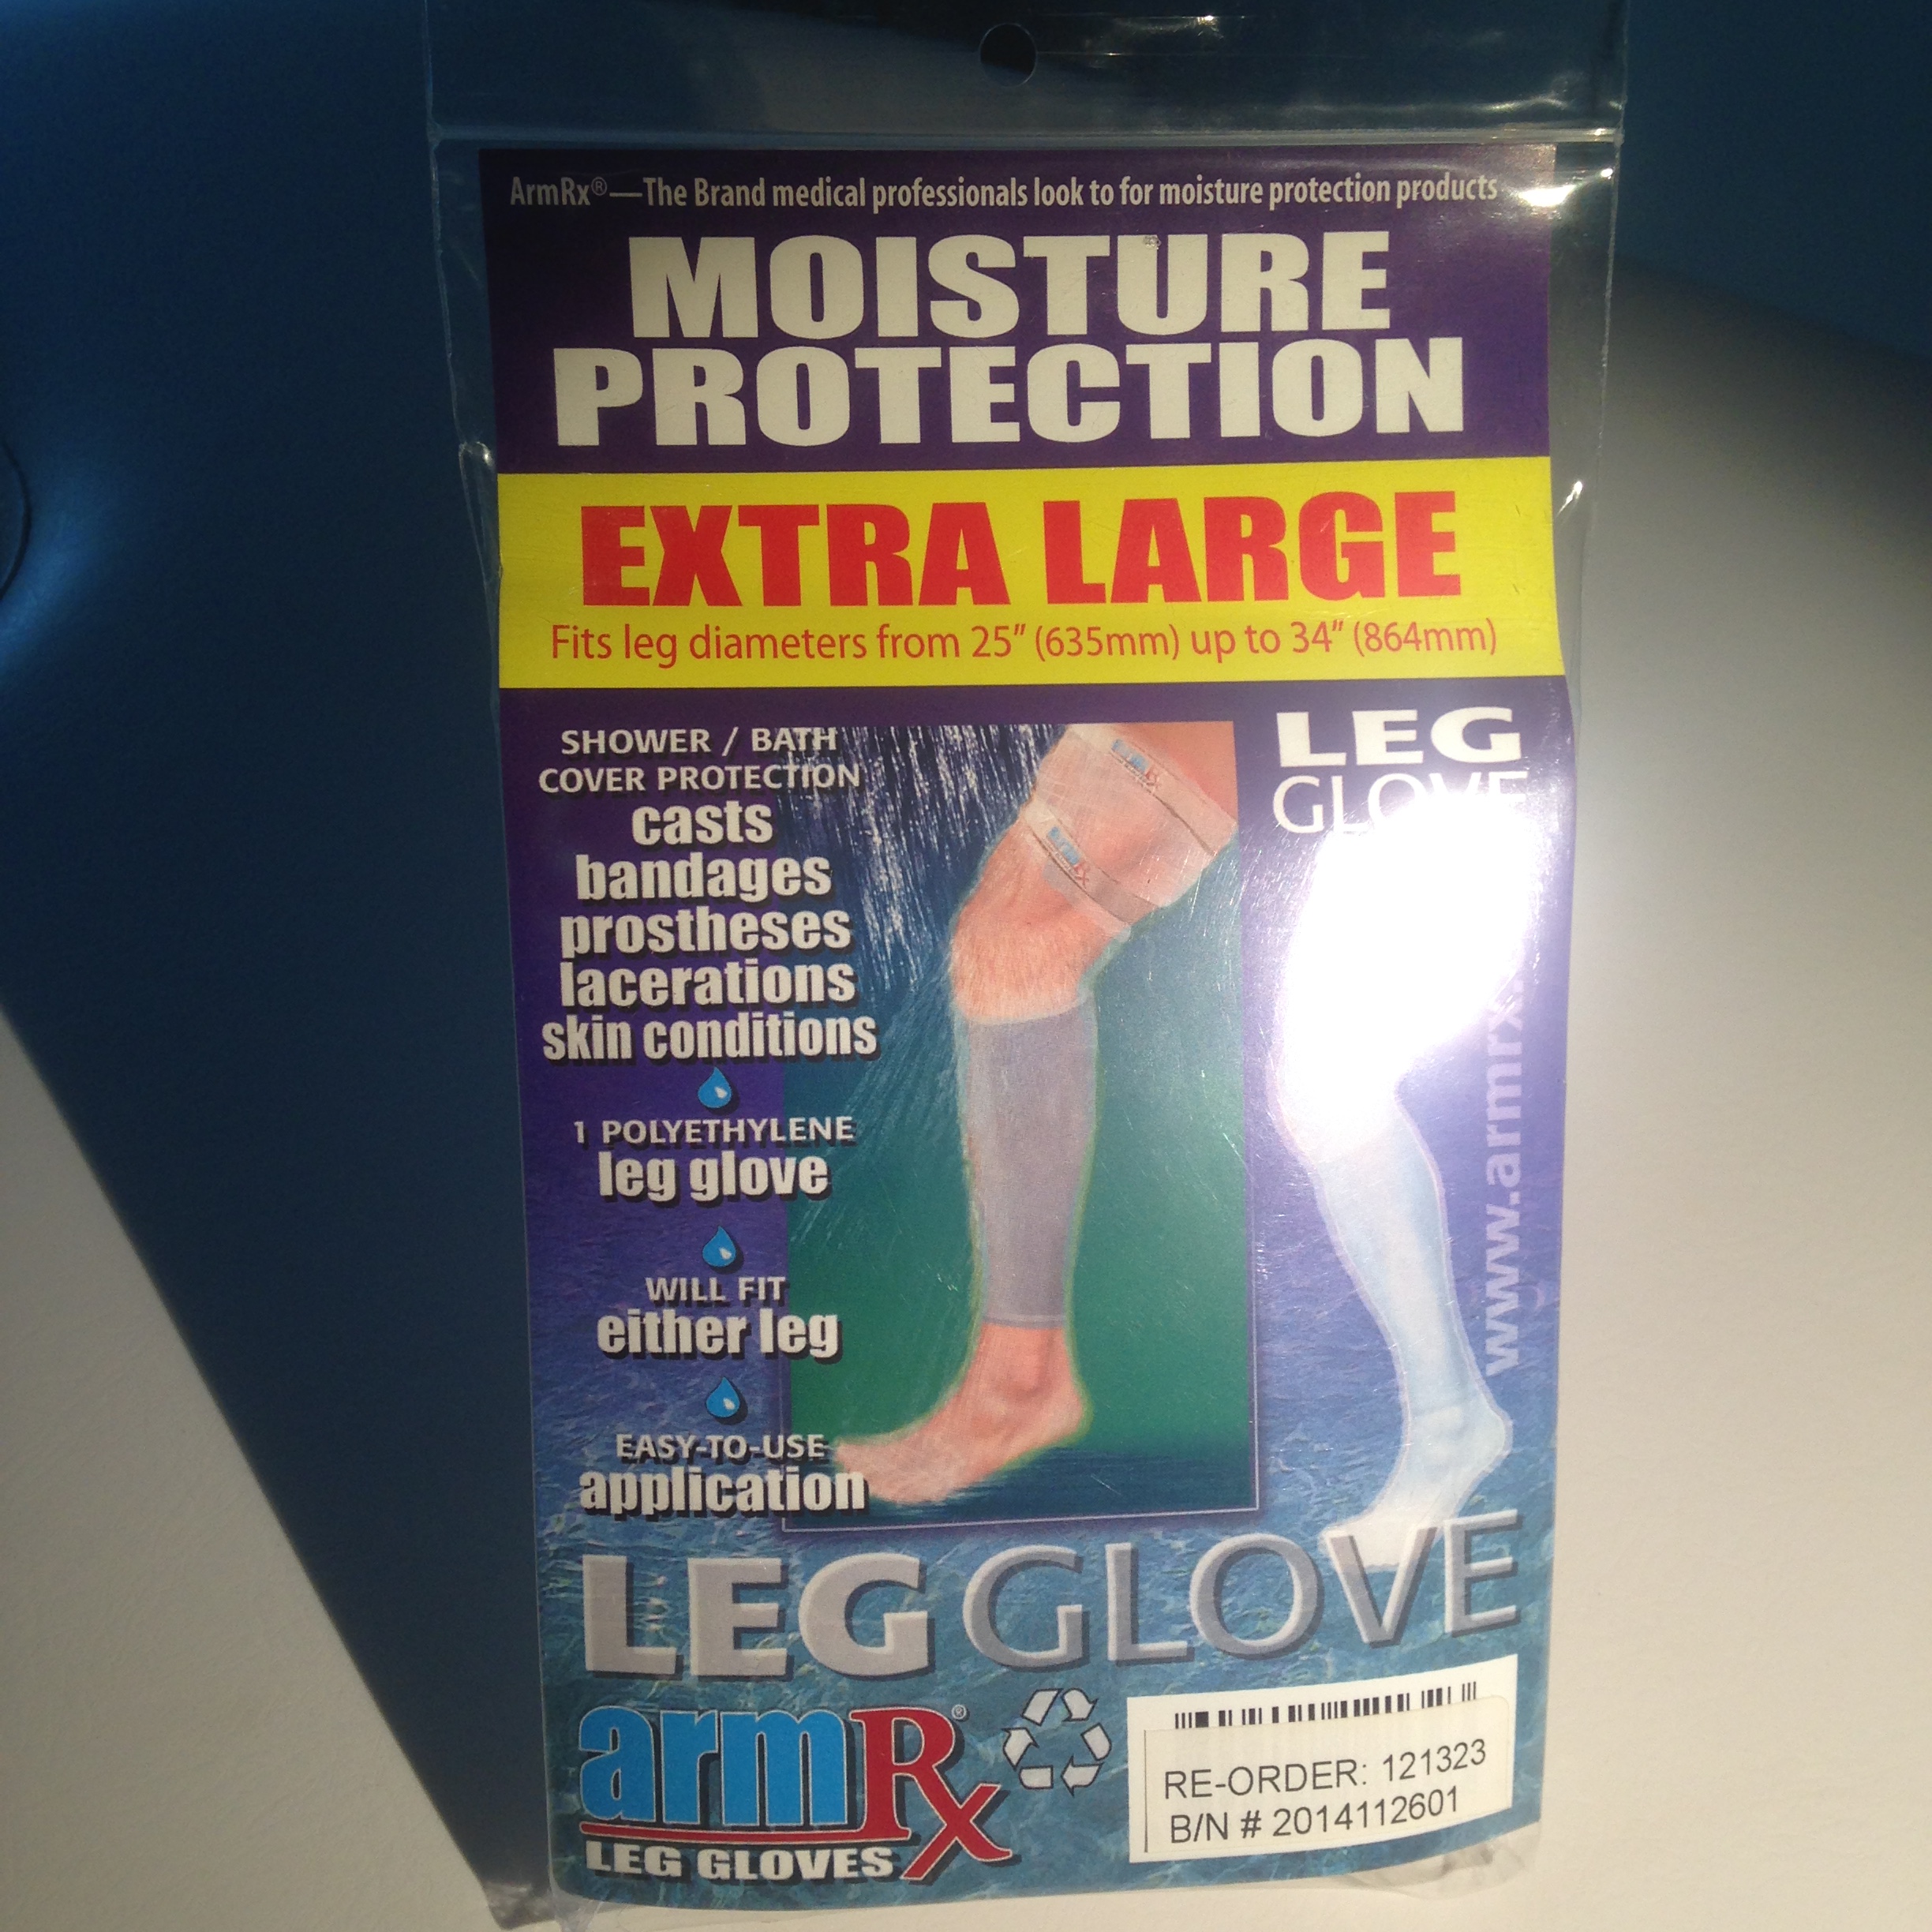 ArmRx®—The Brand medical professionals look to for moisture protection products
MOISTURE
PROTECTION
EXTRA LARGE
Fits leg diameters from 25" (635mm) up to 34" (864mm)
SHOWER / BATH
COVER PROTECTION
casts
bandages
prostheses
lacerations
skin conditions
1 POLYETHYLENE
leg glove
WILL FIT
either leg
EASY-TO-USE
application
LEG
GLOVE
www.armrx.
LEG GLOVE
armRx®
LEG GLOVES
RE-ORDER: 121323
B/N # 2014112601